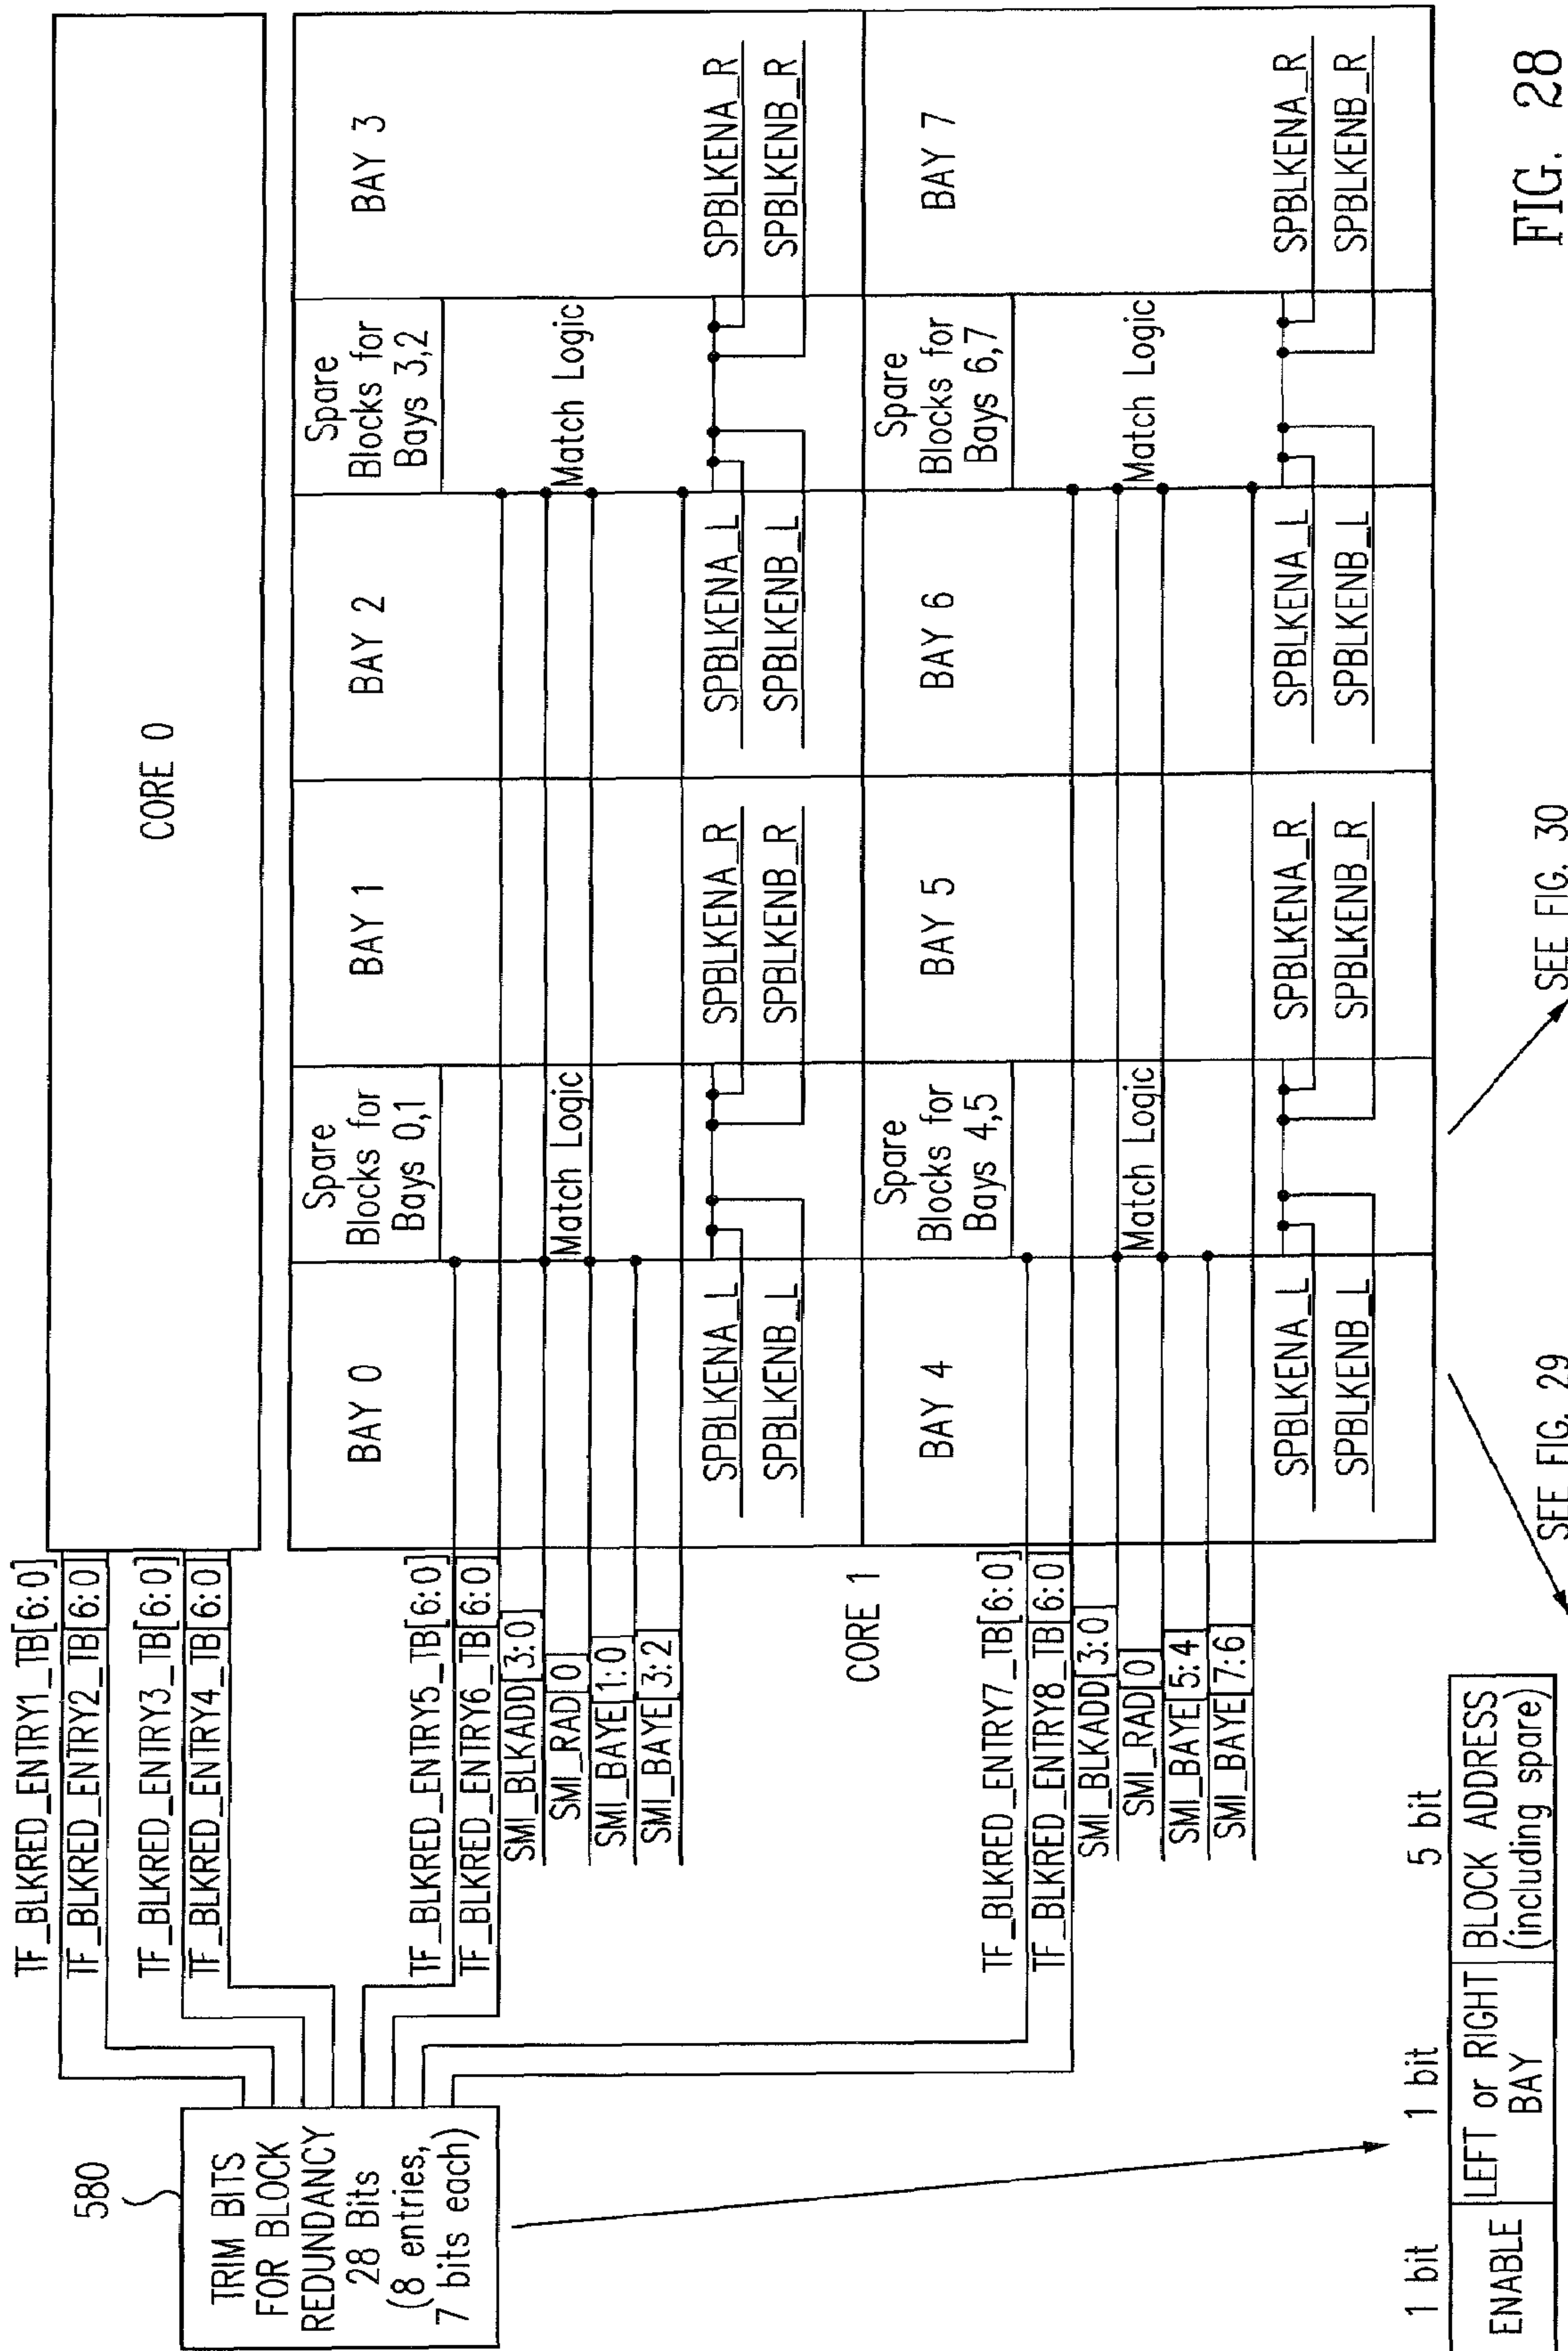 580
TRIM BITS
FOR BLOCK
REDUNDANCY
28 Bits
(8 entries,
7 bits each)
TF_BLKRED_ENTRY1_TB[6:0]
TF_BLKRED_ENTRY2_TB[6:0]
TF_BLKRED_ENTRY3_TB[6:0]
TF_BLKRED_ENTRY4_TB[6:0]
CORE 0
TF_BLKRED_ENTRY5_TB[6:0]
TF_BLKRED_ENTRY6_TB[6:0]
SMI_BLKADD[3:0]
SMI_RAD[0]
SMI_BAYE[1:0]
SMI_BAYE[3:2]
CORE 1
BAY 0
SPBLKENA_L
SPBLKENB_L
Spare
Blocks for
Bays 0,1
Match Logic
BAY 1
SPBLKENA_R
SPBLKENB_R
BAY 2
SPBLKENA_L
SPBLKENB_L
Spare
Blocks for
Bays 3,2
Match Logic
BAY 3
SPBLKENA_R
SPBLKENB_R
TF_BLKRED_ENTRY7_TB[6:0]
TF_BLKRED_ENTRY8_TB[6:0]
SMI_BLKADD[3:0]
SMI_RAD[0]
SMI_BAYE[5:4]
SMI_BAYE[7:6]
BAY 4
SPBLKENA_L
SPBLKENB_L
Spare
Blocks for
Bays 4,5
Match Logic
BAY 5
SPBLKENA_R
SPBLKENB_R
BAY 6
SPBLKENA_L
SPBLKENB_L
Spare
Blocks for
Bays 6,7
Match Logic
BAY 7
SPBLKENA_R
SPBLKENB_R
1 bit
1 bit
5 bit
ENABLE
LEFT or RIGHT
BAY
BLOCK ADDRESS
(including spare)
SEE FIG. 29
SEE FIG. 30
FIG. 28